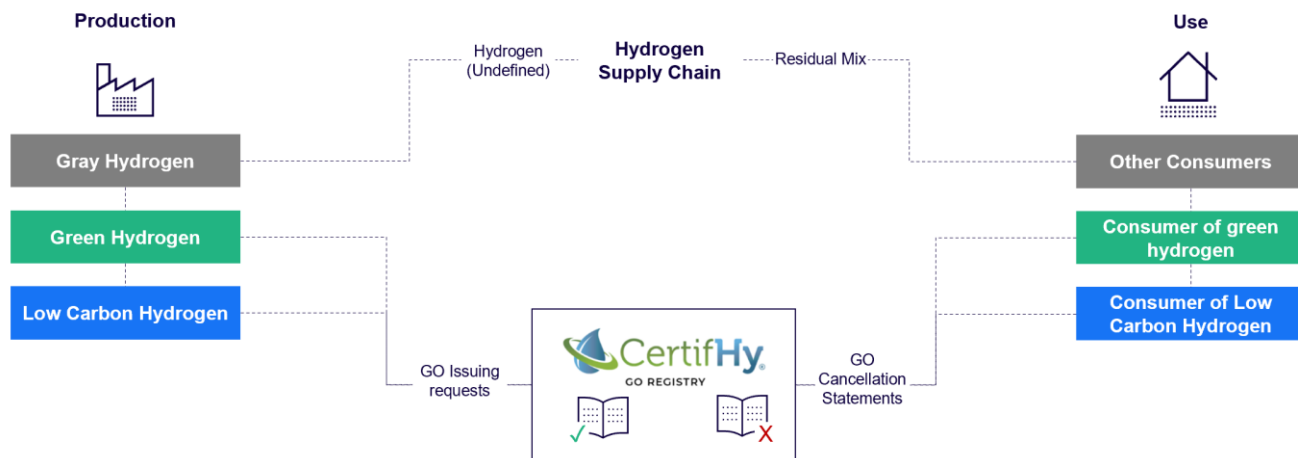 Production
Use
Hydrogen
(Undefined)
Hydrogen
Supply Chain
Residual Mix
Gray Hydrogen
Other Consumers
Green Hydrogen
Consumer of green
hydrogen
Low Carbon Hydrogen
Consumer of Low
Carbon Hydrogen
GO Issuing
requests
CertifHy®
GO REGISTRY
GO
Cancellation
Statements